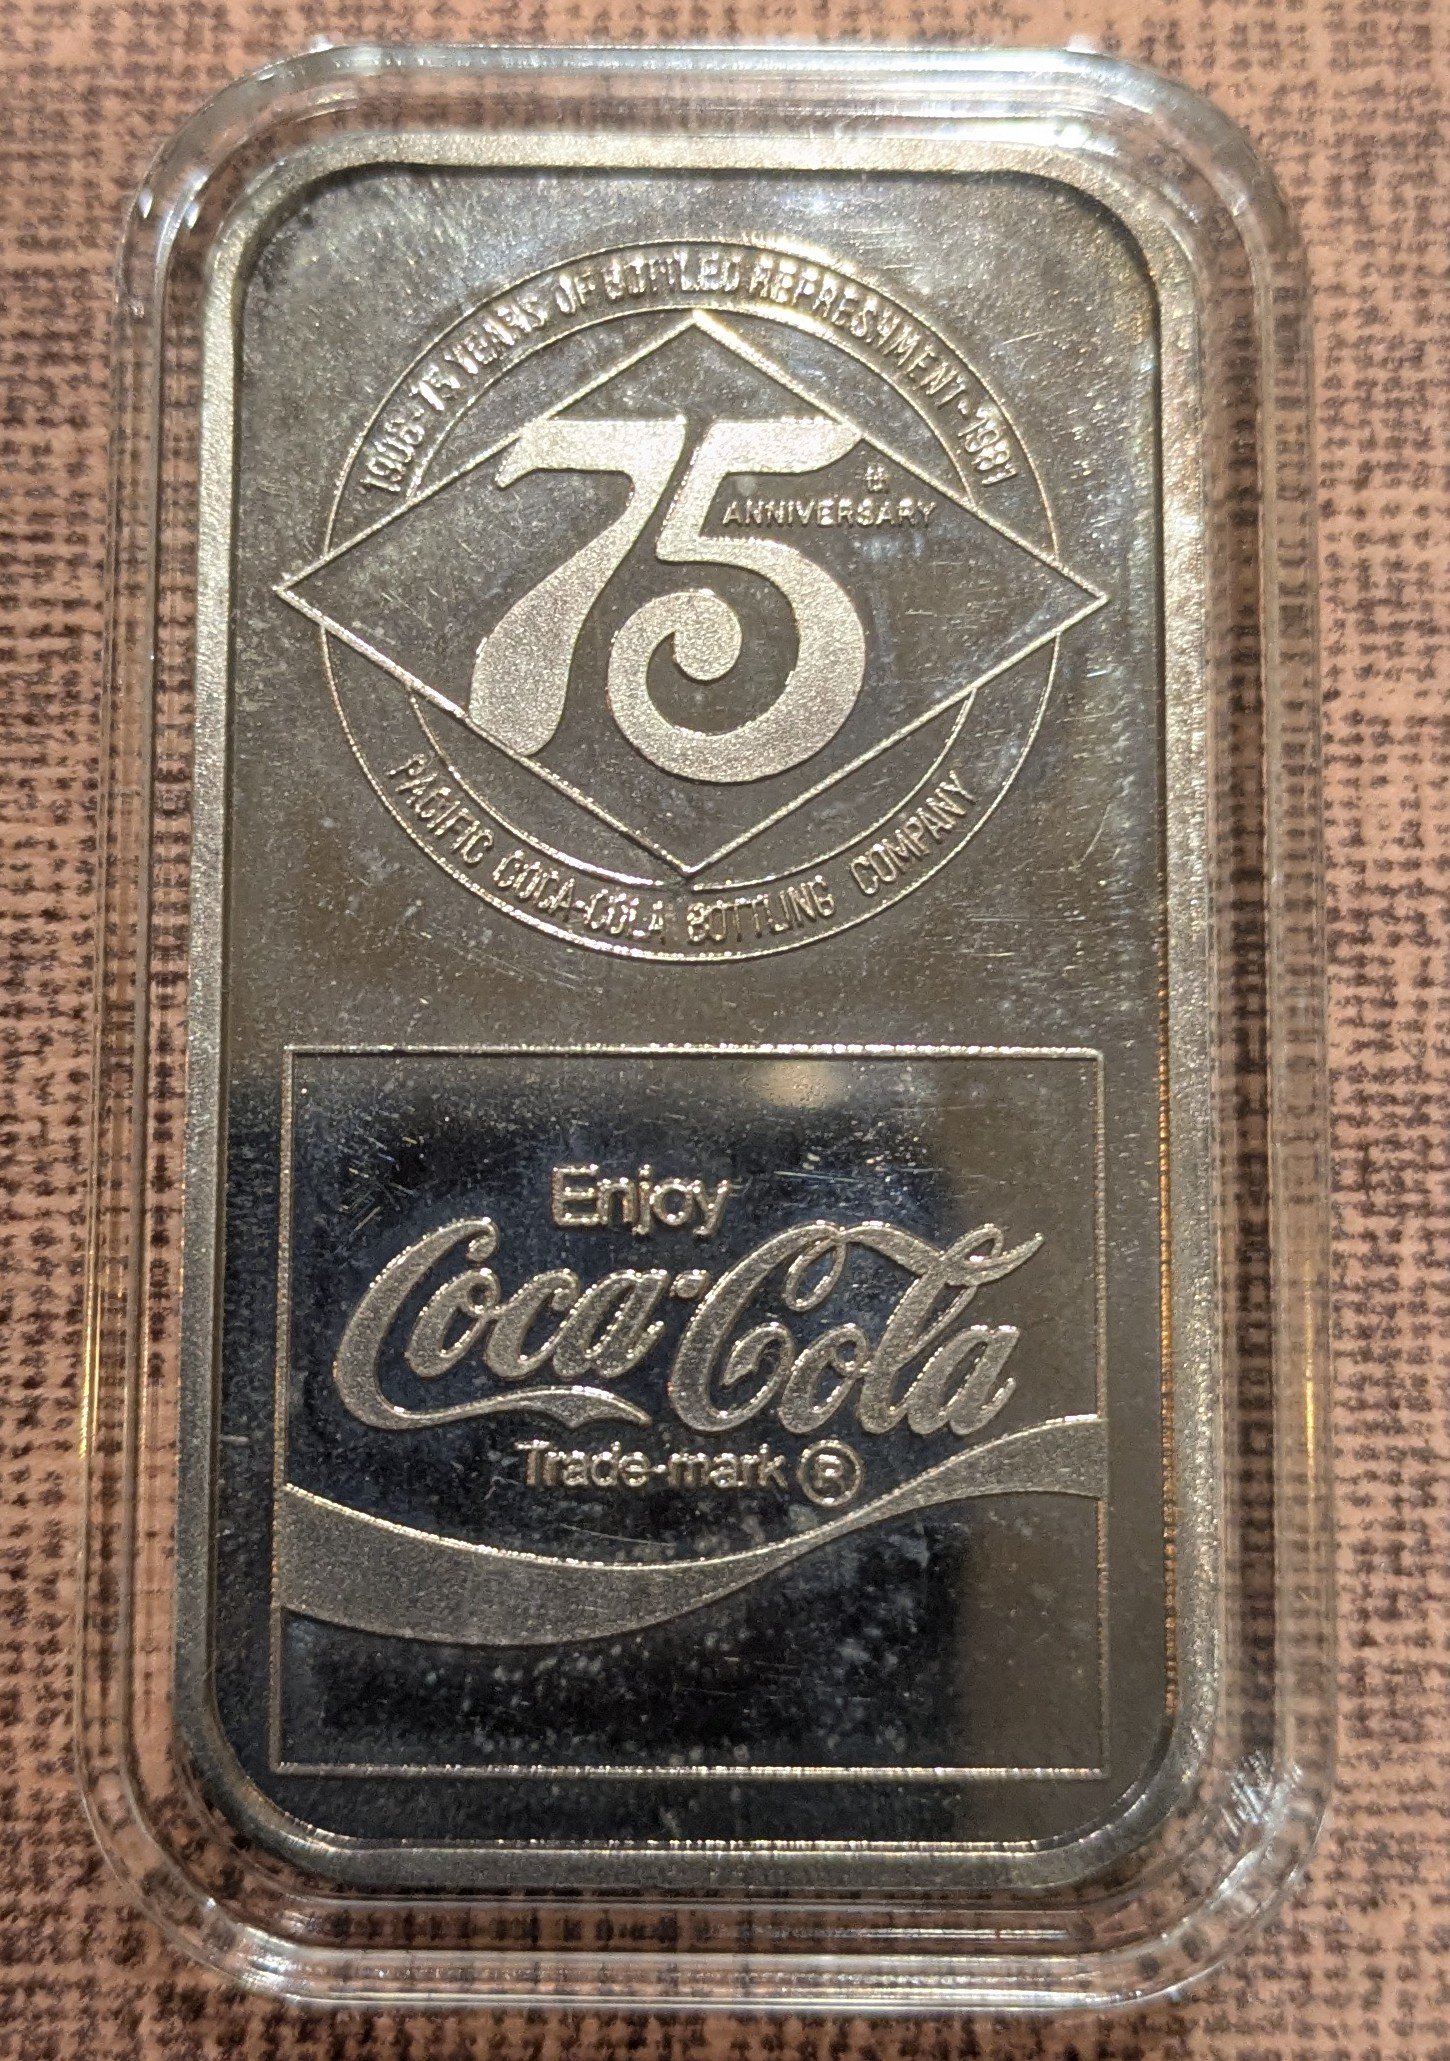 1906-75 YEARS OF BOTTLED REFRESHMENT-1981
75
th
ANNIVERSARY
PACIFIC COCA-COLA BOTTLING COMPANY
Enjoy
Coca-Cola
Trade-mark ®